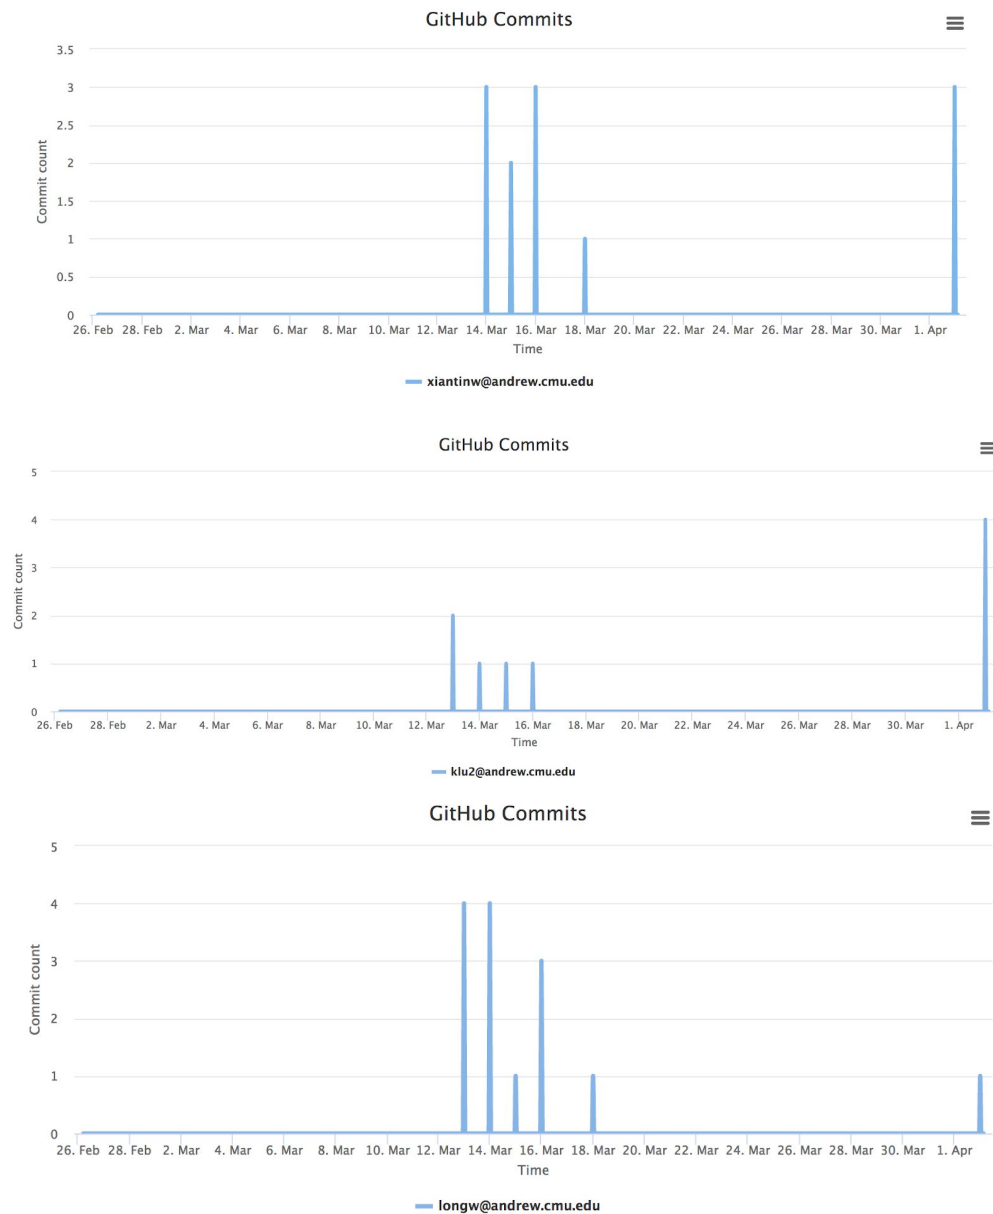 GitHub Commits
3.5
3
2.5
2
1.5
1
0.5
0
Commit count
26. Feb 28. Feb 2. Mar 4. Mar 6. Mar 8. Mar 10. Mar 12. Mar 14. Mar 16. Mar 18. Mar 20. Mar 22. Mar 24. Mar 26. Mar 28. Mar 30. Mar 1. Apr
Time
xiantinw@andrew.cmu.edu
GitHub Commits
5
4
3
2
1
0
Commit count
26. Feb 28. Feb 2. Mar 4. Mar 6. Mar 8. Mar 10. Mar 12. Mar 14. Mar 16. Mar 18. Mar 20. Mar 22. Mar 24. Mar 26. Mar 28. Mar 30. Mar 1. Apr
Time
klu2@andrew.cmu.edu
GitHub Commits
5
4
3
2
1
0
Commit count
26. Feb 28. Feb 2. Mar 4. Mar 6. Mar 8. Mar 10. Mar 12. Mar 14. Mar 16. Mar 18. Mar 20. Mar 22. Mar 24. Mar 26. Mar 28. Mar 30. Mar 1. Apr
Time
longw@andrew.cmu.edu